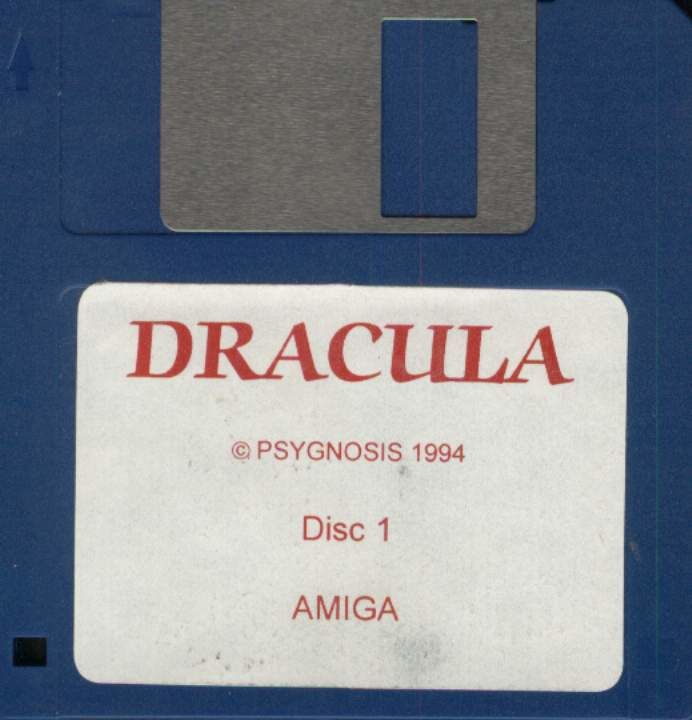 DRACULA
© PSYGNOSIS 1994
Disc 1
AMIGA